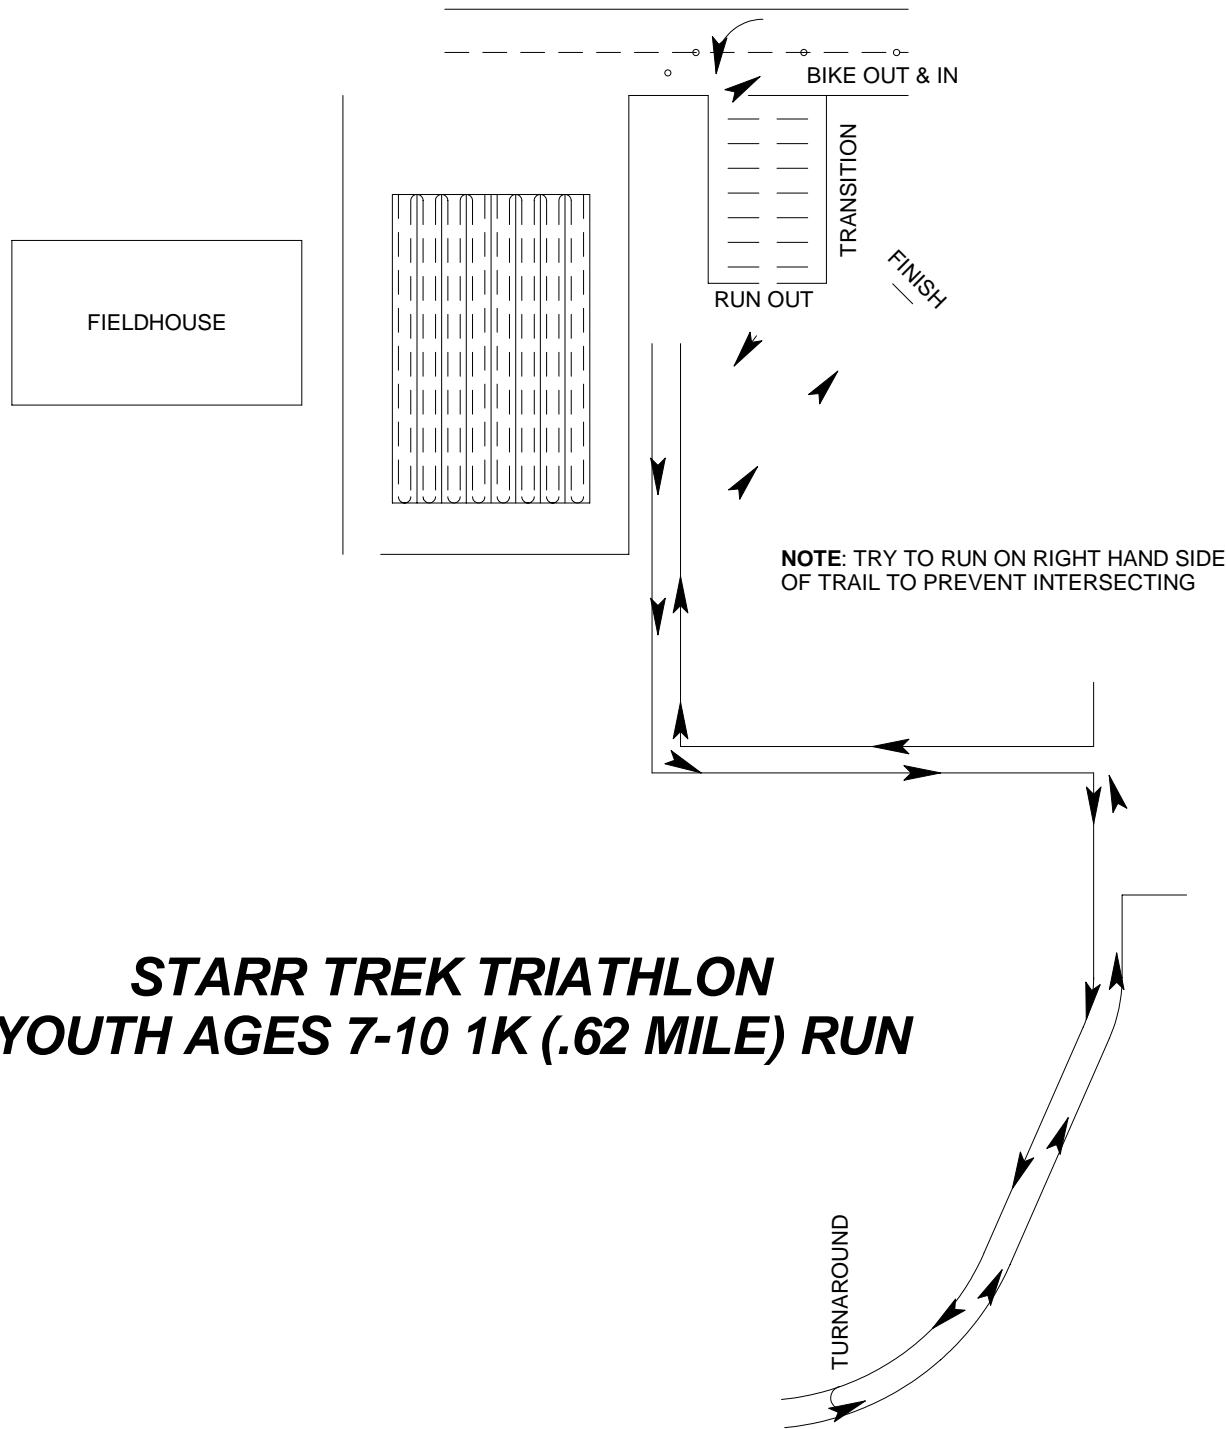 BIKE OUT & IN
TRANSITION
FINISH
RUN OUT
FIELDHOUSE
NOTE: TRY TO RUN ON RIGHT HAND SIDE
OF TRAIL TO PREVENT INTERSECTING
STARR TREK TRIATHLON
YOUTH AGES 7-10 1K (.62 MILE) RUN
TURNAROUND